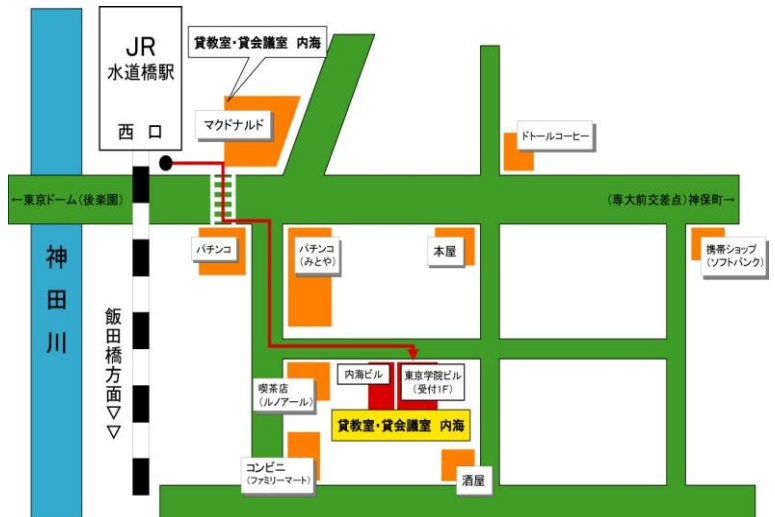 JR
水道橋駅
西 口
貸教室・貸会議室 内海
マクドナルド
ドトールコーヒー
←東京ドーム(後楽園)
(専大前交差点)神保町→
神田川
飯田橋方面▽▽
パチンコ
パチンコ
(みとや)
本屋
携帯ショップ
(ソフトバンク)
内海ビル
東京学院ビル
(受付1F)
喫茶店
(ルノアール)
貸教室・貸会議室 内海
コンビニ
(ファミリーマート)
酒屋